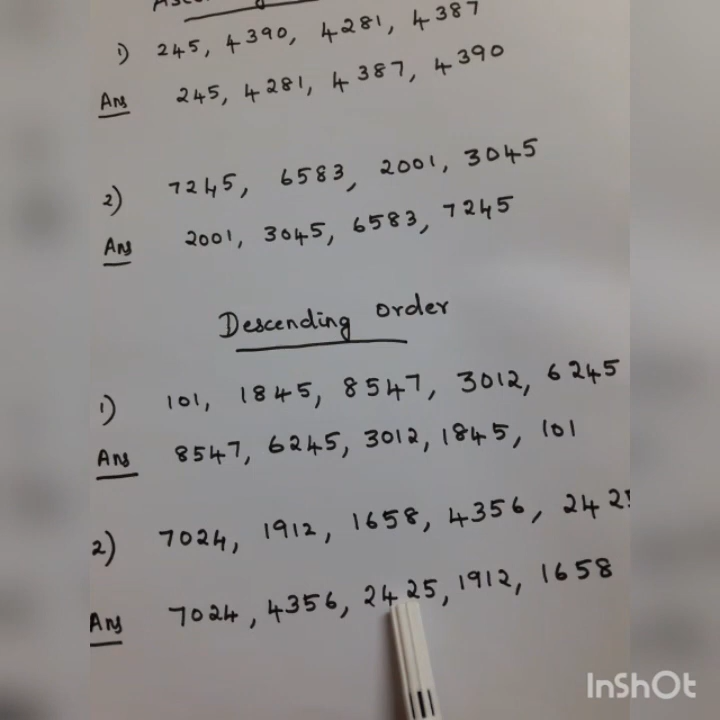 1) 245, 4390, 4281, 4387
Ans 245, 4281, 4387, 4390
2) 7245, 6583, 2001, 3045
Ans 2001, 3045, 6583, 7245
Descending order
1) 101, 1845, 8547, 3012, 6245
Ans 8547, 6245, 3012, 1845, 101
2) 7024, 1912, 1658, 4356, 242
Ans 7024, 4356, 2425, 1912, 1658
InShOt